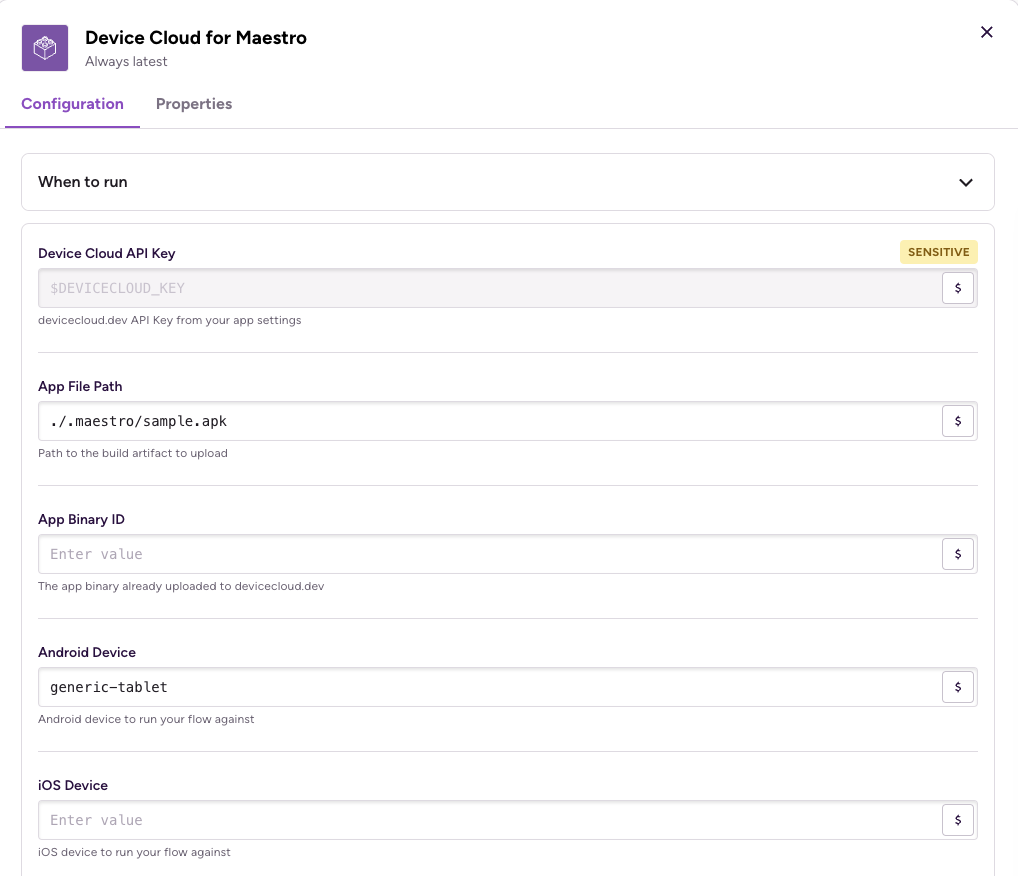 Device Cloud for Maestro
Always latest
Configuration Properties
When to run
Device Cloud API Key SENSITIVE
$DEVICECLOUD_KEY $
devicecloud.dev API Key from your app settings
App File Path
./.maestro/sample.apk $
Path to the build artifact to upload
App Binary ID
Enter value $
The app binary already uploaded to devicecloud.dev
Android Device
generic-tablet $
Android device to run your flow against
iOS Device
Enter value $
iOS device to run your flow against